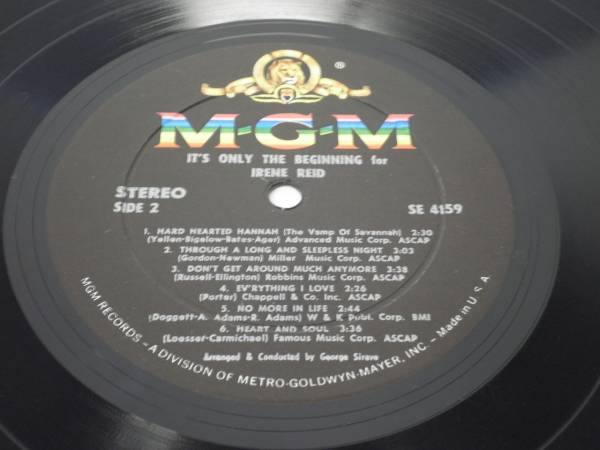 ®
M-G-M
IT'S ONLY THE BEGINNING for
IRENE REID
STEREO
SIDE 2
SE 4159
1. HARD HEARTED HANNAH (The Vamp Of Savannah) 2:30
(Yellen-Bigelow-Bates-Ager) Advanced Music Corp. ASCAP
2. THROUGH A LONG AND SLEEPLESS NIGHT 3:03
(Gordon-Newman) Miller Music Corp. ASCAP
3. DON'T GET AROUND MUCH ANYMORE 3:38
(Russell-Ellington) Robbins Music Corp. ASCAP
4. EV'RYTHING I LOVE 2:26
(Porter) Chappell & Co. Inc. ASCAP
5. NO MORE IN LIFE 2:44
(Doggett-A. Adams-R. Adams) W & K Publ. Corp. BMI
6. HEART AND SOUL 3:36
(Loesser-Carmichael) Famous Music Corp. ASCAP
Arranged & Conducted by George Siravo
MGM RECORDS - A DIVISION OF METRO-GOLDWYN-MAYER, INC. - Made in U.S.A.